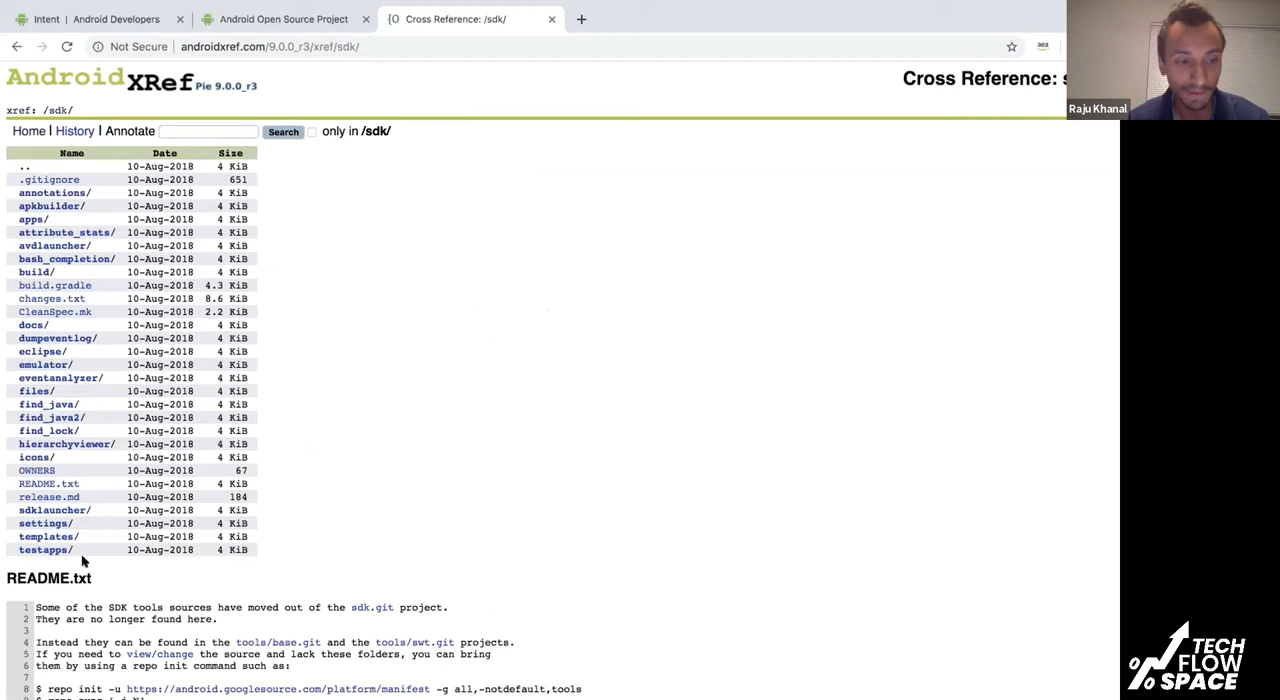 Intent | Android Developers
Android Open Source Project
{O Cross Reference: /sdk/
Not Secure | androidxref.com/9.0.0_r3/xref/sdk/
aea
AndroidXRef Pie 9.0.0_r3
Cross Reference: s
xref: /sdk/
Home | History | Annotate Search only in /sdk/
Name Date Size
.. 10-Aug-2018 4 KiB
.gitignore 10-Aug-2018 651
annotations/ 10-Aug-2018 4 KiB
apkbuilder/ 10-Aug-2018 4 KiB
apps/ 10-Aug-2018 4 KiB
attribute_stats/ 10-Aug-2018 4 KiB
avdlauncher/ 10-Aug-2018 4 KiB
bash_completion/ 10-Aug-2018 4 KiB
build/ 10-Aug-2018 4 KiB
build.gradle 10-Aug-2018 4.3 KiB
changes.txt 10-Aug-2018 8.6 KiB
CleanSpec.mk 10-Aug-2018 2.2 KiB
docs/ 10-Aug-2018 4 KiB
dumpeventlog/ 10-Aug-2018 4 KiB
eclipse/ 10-Aug-2018 4 KiB
emulator/ 10-Aug-2018 4 KiB
eventanalyzer/ 10-Aug-2018 4 KiB
files/ 10-Aug-2018 4 KiB
find_java/ 10-Aug-2018 4 KiB
find_java2/ 10-Aug-2018 4 KiB
find_lock/ 10-Aug-2018 4 KiB
hierarchyviewer/ 10-Aug-2018 4 KiB
icons/ 10-Aug-2018 4 KiB
OWNERS 10-Aug-2018 67
README.txt 10-Aug-2018 4 KiB
release.md 10-Aug-2018 184
sdklauncher/ 10-Aug-2018 4 KiB
settings/ 10-Aug-2018 4 KiB
templates/ 10-Aug-2018 4 KiB
testapps/ 10-Aug-2018 4 KiB
README.txt
1 Some of the SDK tools sources have moved out of the sdk.git project.
2 They are no longer found here.
3
4 Instead they can be found in the tools/base.git and the tools/swt.git projects.
5 If you need to view/change the source and lack these folders, you can bring
6 them by using a repo init command such as:
7
8 $ repo init -u https://android.googlesource.com/platform/manifest -g all,-notdefault,tools
Raju Khanal
TECH
FLOW
SPACE